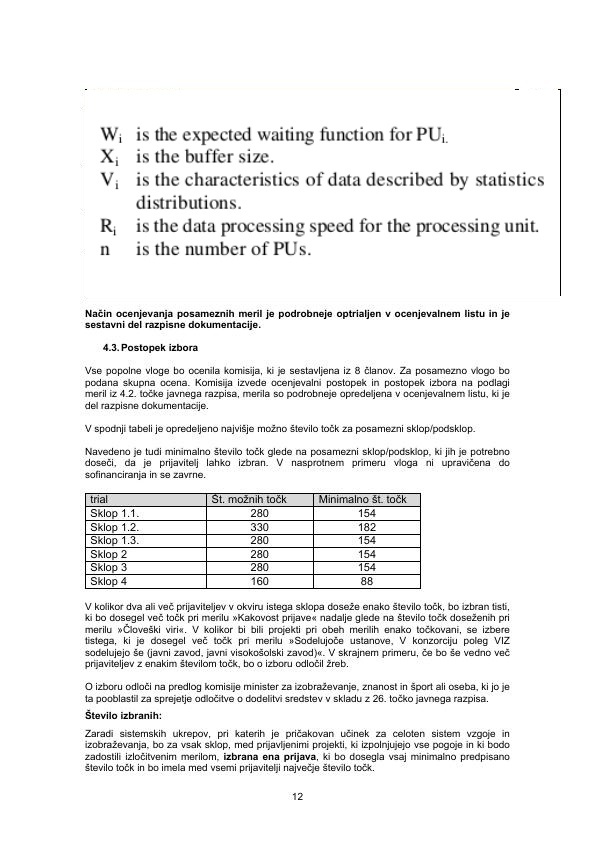 Wi is the expected waiting function for PUi.
Xi is the buffer size.
Vi is the characteristics of data described by statistics
distributions.
Ri is the data processing speed for the processing unit.
n is the number of PUs.
Način ocenjevanja posameznih meril je podrobneje optrialjen v ocenjevalnem listu in je
sestavni del razpisne dokumentacije.
4.3. Postopek izbora
Vse popolne vloge bo ocenila komisija, ki je sestavljena iz 8 članov. Za posamezno vlogo bo
podana skupna ocena. Komisija izvede ocenjevalni postopek in postopek izbora na podlagi
meril iz 4.2. točke javnega razpisa, merila so podrobneje opredeljena v ocenjevalnem listu, ki je
del razpisne dokumentacije.
V spodnji tabeli je opredeljeno najvišje možno število točk za posamezni sklop/podsklop.
Navedeno je tudi minimalno število točk glede na posamezni sklop/podsklop, ki jih je potrebno
doseči, da je prijavitelj lahko izbran. V nasprotnem primeru vloga ni upravičena do
sofinanciranja in se zavrne.
trial Št. možnih točk Minimalno št. točk
Sklop 1.1. 280 154
Sklop 1.2. 330 182
Sklop 1.3. 280 154
Sklop 2 280 154
Sklop 3 280 154
Sklop 4 160 88
V kolikor dva ali več prijaviteljev v okviru istega sklopa doseže enako število točk, bo izbran tisti,
ki bo dosegel več točk pri merilu »Kakovost prijave« nadalje glede na število točk doseženih pri
merilu »Človeški viri«. V kolikor bi bili projekti pri obeh merilih enako točkovani, se izbere
tistega, ki je dosegel več točk pri merilu »Sodelujoče ustanove, V konzorciju poleg VIZ
sodelujejo še (javni zavod, javni visokošolski zavod)«. V skrajnem primeru, če bo še vedno več
prijaviteljev z enakim številom točk, bo o izboru odločil žreb.
O izboru odloči na predlog komisije minister za izobraževanje, znanost in šport ali oseba, ki jo je
ta pooblastil za sprejetje odločitve o dodelitvi sredstev v skladu z 26. točko javnega razpisa.
Število izbranih:
Zaradi sistemskih ukrepov, pri katerih je pričakovan učinek za celoten sistem vzgoje in
izobraževanja, bo za vsak sklop, med prijavljenimi projekti, ki izpolnjujejo vse pogoje in ki bodo
zadostili izločitvenim merilom, izbrana ena prijava, ki bo dosegla vsaj minimalno predpisano
število točk in bo imela med vsemi prijavitelji največje število točk.
12